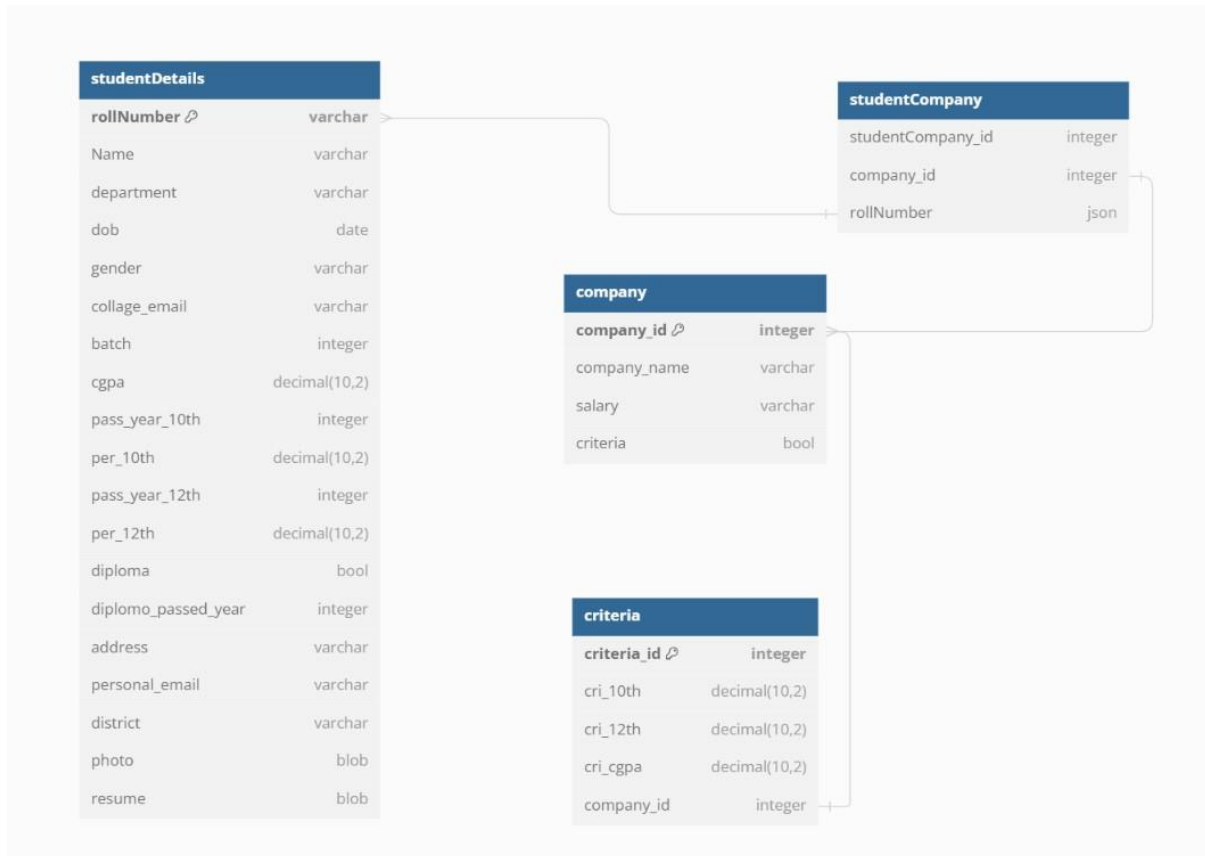 studentDetails
rollNumber varchar
Name varchar
department varchar
dob date
gender varchar
collage_email varchar
batch integer
cgpa decimal(10,2)
pass_year_10th integer
per_10th decimal(10,2)
pass_year_12th integer
per_12th decimal(10,2)
diploma bool
diplomo_passed_year integer
address varchar
personal_email varchar
district varchar
photo blob
resume blob
studentCompany
studentCompany_id integer
company_id integer
rollNumber json
company
company_id integer
company_name varchar
salary varchar
criteria bool
criteria
criteria_id integer
cri_10th decimal(10,2)
cri_12th decimal(10,2)
cri_cgpa decimal(10,2)
company_id integer